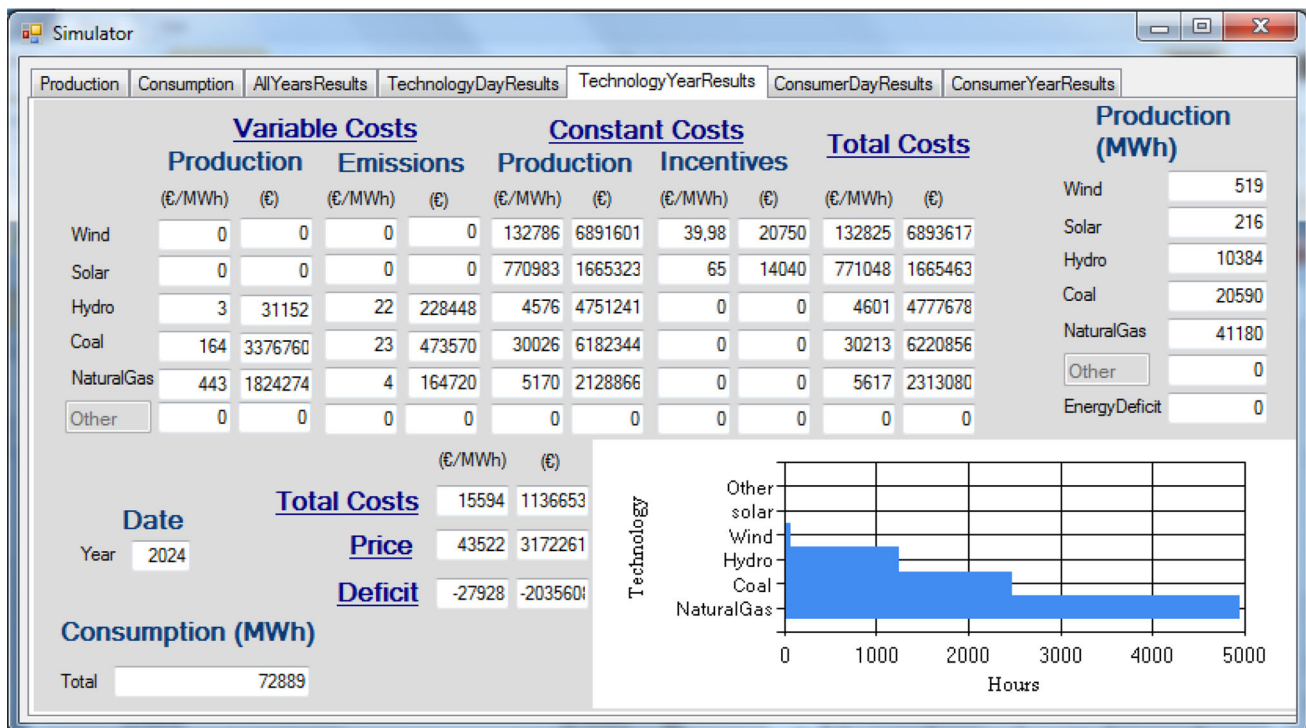 Simulator
Production Consumption AllYearsResults TechnologyDayResults TechnologyYearResults ConsumerDayResults ConsumerYearResults
Variable Costs Constant Costs Total Costs Production (MWh)
Production Emissions Production Incentives
(€/MWh) (€) (€/MWh) (€) (€/MWh) (€) (€/MWh) (€) (€/MWh) (€)
Wind 0 0 0 0 132786 6891601 39,98 20750 132825 6893617
Solar 0 0 0 0 770983 1665323 65 14040 771048 1665463
Hydro 3 31152 22 228448 4576 4751241 0 0 4601 4777678
Coal 164 3376760 23 473570 30026 6182344 0 0 30213 6220856
NaturalGas 443 1824274 4 164720 5170 2128866 0 0 5617 2313080
Other 0 0 0 0 0 0 0 0 0 0
Wind 519
Solar 216
Hydro 10384
Coal 20590
NaturalGas 41180
Other 0
EnergyDeficit 0
(€/MWh) (€)
Total Costs 15594 1136653
Price 43522 3172261
Deficit -27928 -203560
Date
Year 2024
Consumption (MWh)
Total 72889
Technology
Other
solar
Wind
Hydro
Coal
NaturalGas
0 1000 2000 3000 4000 5000
Hours